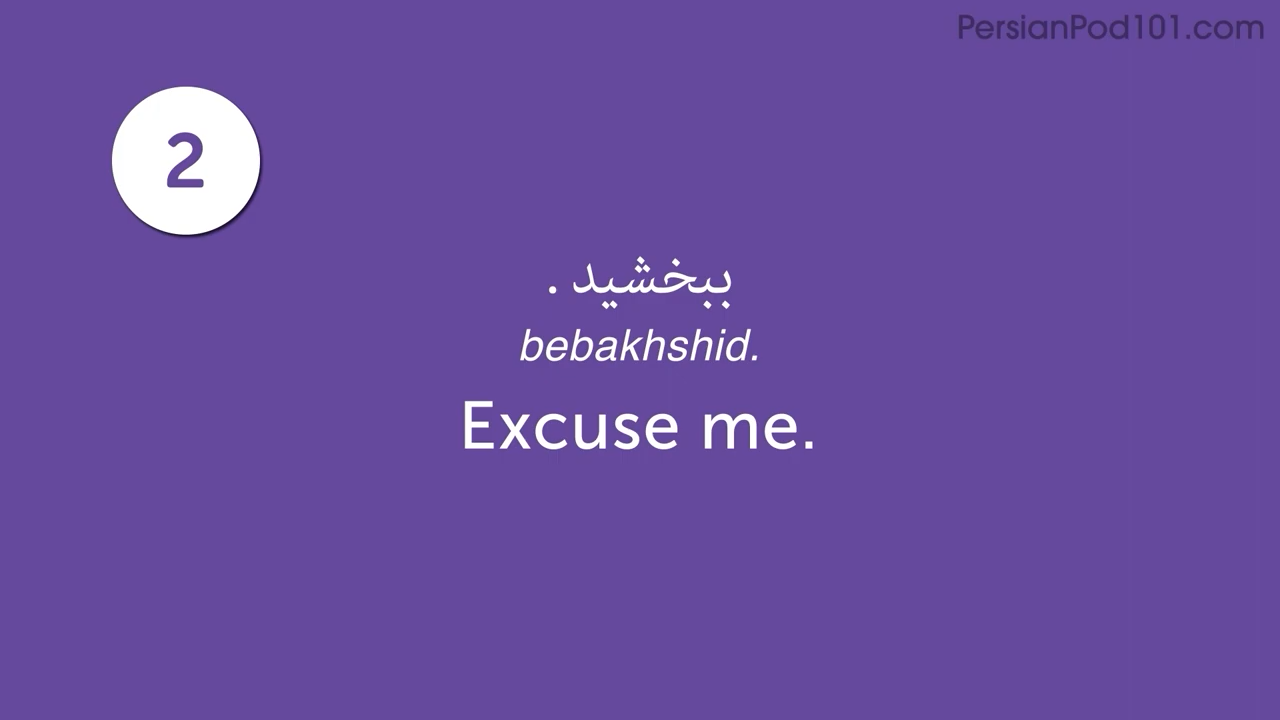 PersianPod101.com
2
ببخشید .
bebakhshid.
Excuse me.